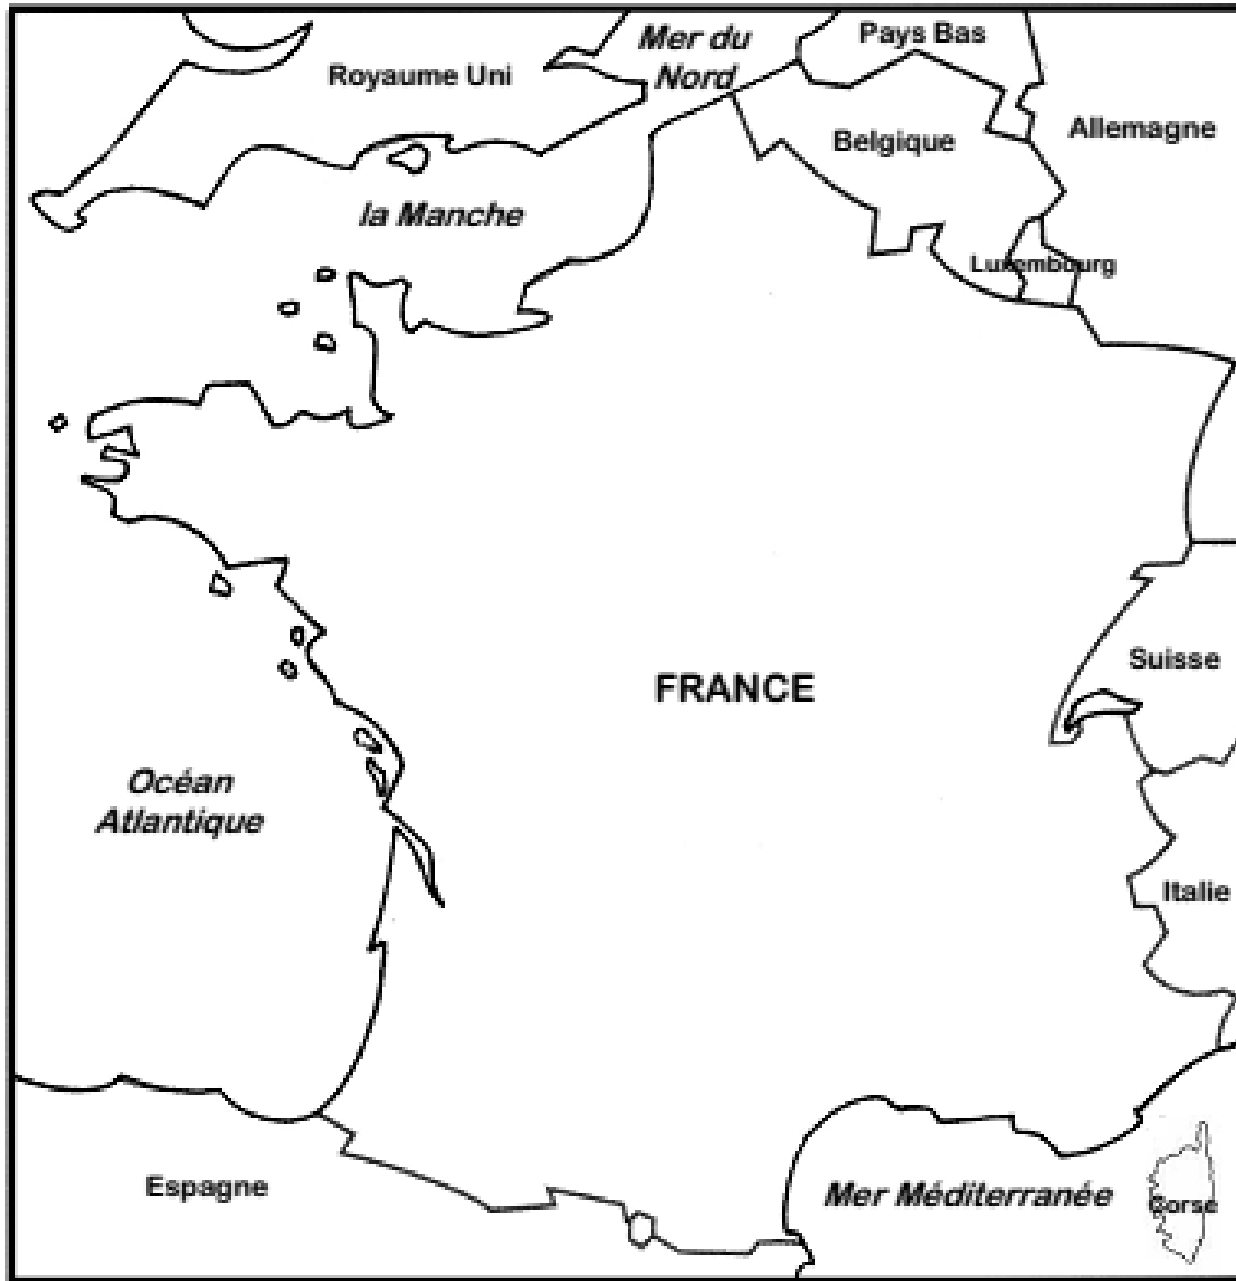 Mer du
Nord
Pays Bas
Royaume Uni
Allemagne
Belgique
la Manche
Luxembourg
Suisse
FRANCE
Océan
Atlantique
Italie
Espagne
Mer Méditerranée
Corse